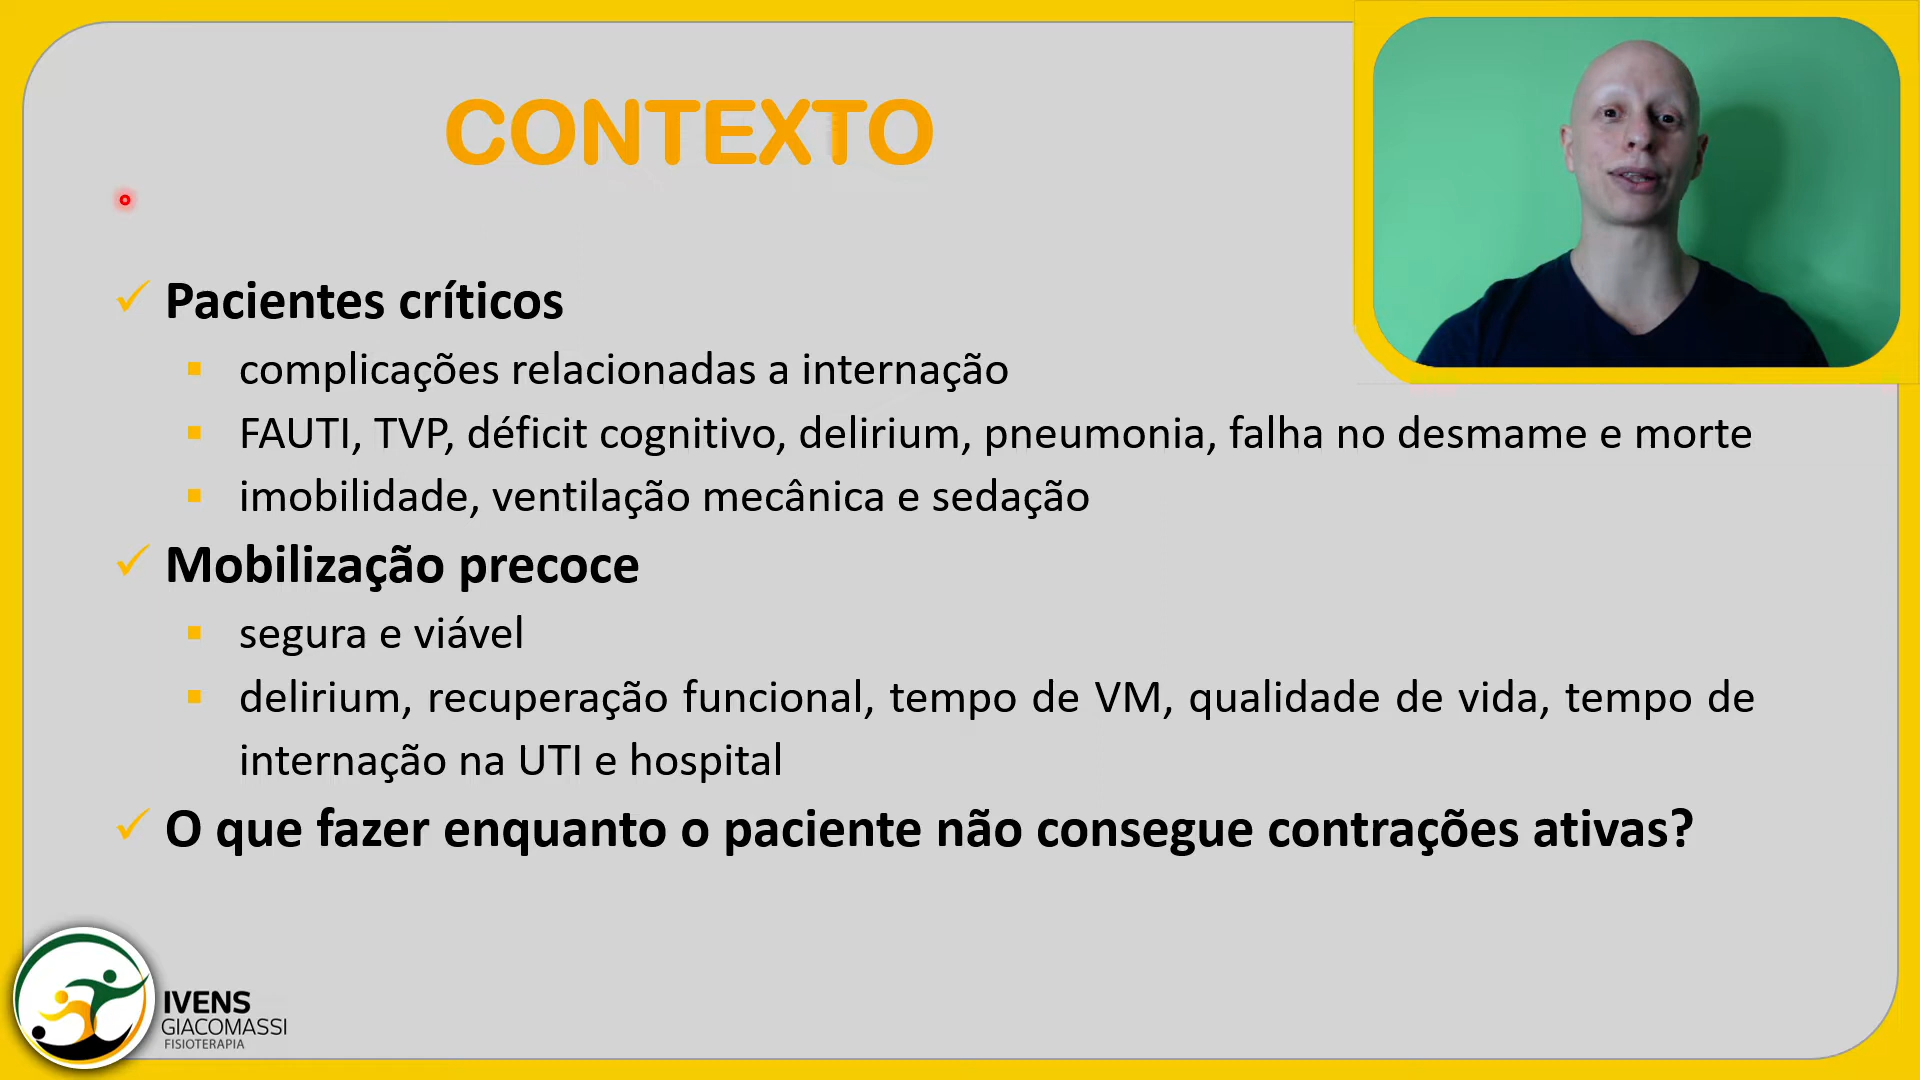 CONTEXTO
Pacientes críticos
complicações relacionadas a internação
FAUTI, TVP, déficit cognitivo, delirium, pneumonia, falha no desmame e morte
imobilidade, ventilação mecânica e sedação
Mobilização precoce
segura e viável
delirium, recuperação funcional, tempo de VM, qualidade de vida, tempo de
internação na UTI e hospital
O que fazer enquanto o paciente não consegue contrações ativas?
IVENS
GIACOMASSI
FISIOTERAPIA